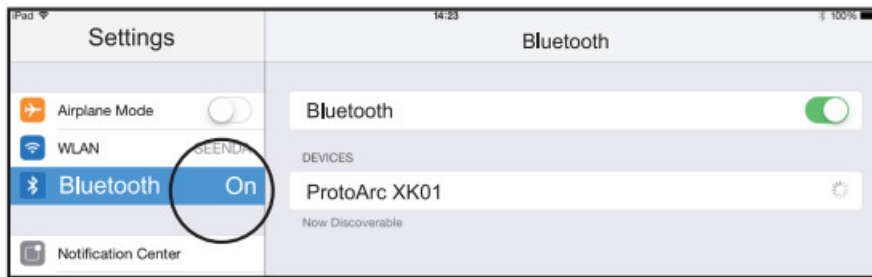 iPad 14:23 100%
Settings
Bluetooth
Airplane Mode
WLAN SEENDA
Bluetooth On
Notification Center
Bluetooth
DEVICES
ProtoArc XK01
Now Discoverable